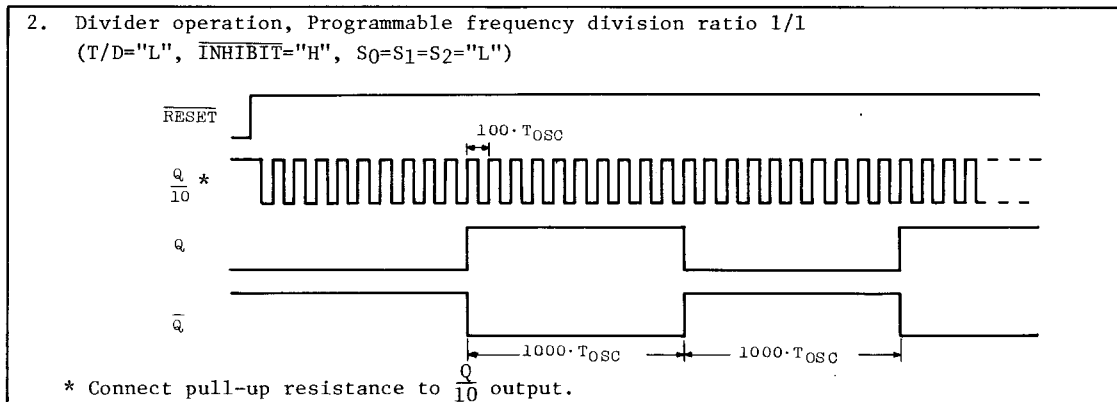 2. Divider operation, Programmable frequency division ratio 1/1
(T/D="L", INHIBIT="H", S0=S1=S2="L")
RESET
100·TOSC
Q
10 *
Q
Q
1000·TOSC 1000·TOSC
* Connect pull-up resistance to Q/10 output.